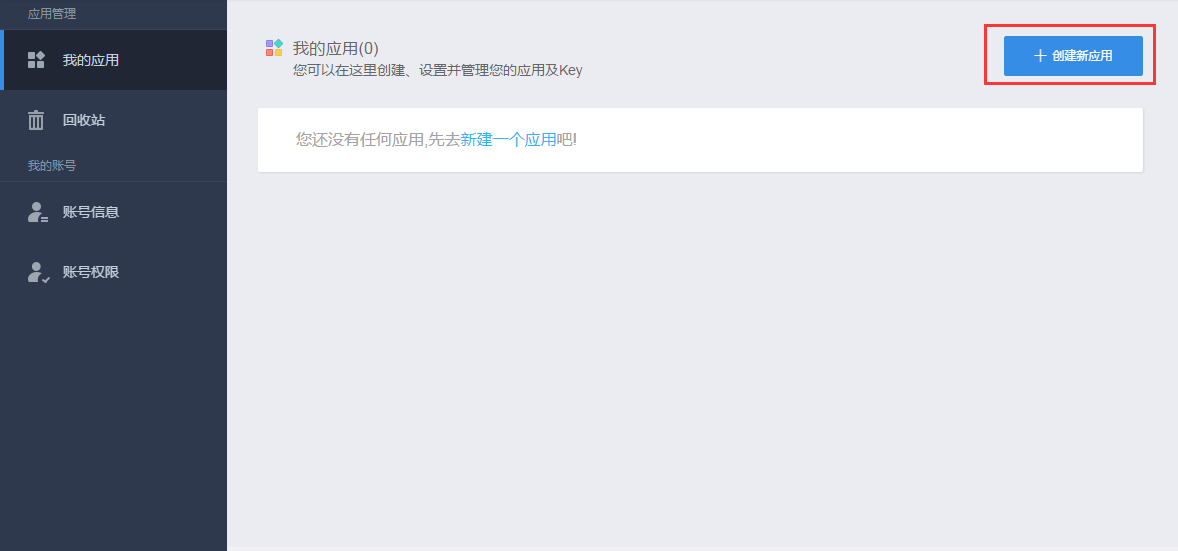 应用管理
我的应用
回收站
我的账号
账号信息
账号权限
我的应用(0)
您可以在这里创建、设置并管理您的应用及Key
创建新应用
您还没有任何应用,先去新建一个应用吧!